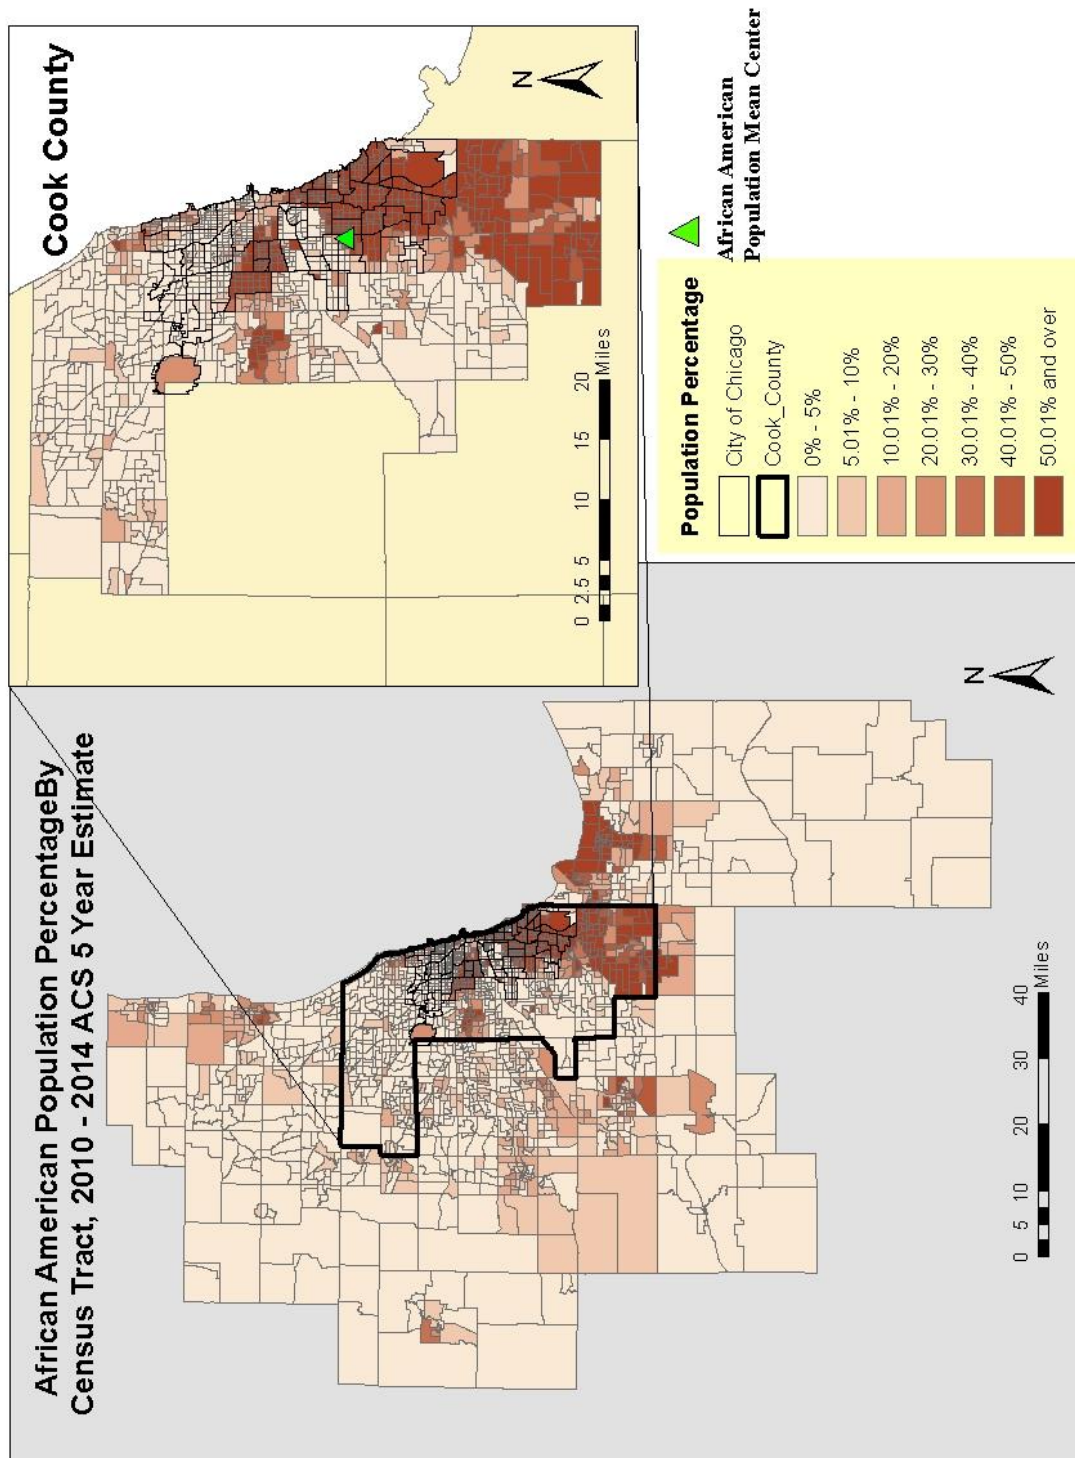 African American Population PercentageBy
Census Tract, 2010 - 2014 ACS 5 Year Estimate
N
0 5 10 20 30 40
Miles
Cook County
N
0 2.5 5 10 15 20
Miles
Population Percentage
City of Chicago
Cook_County
0% - 5%
5.01% - 10%
10.01% - 20%
20.01% - 30%
30.01% - 40%
40.01% - 50%
50.01% and over
African American
Population Mean Center